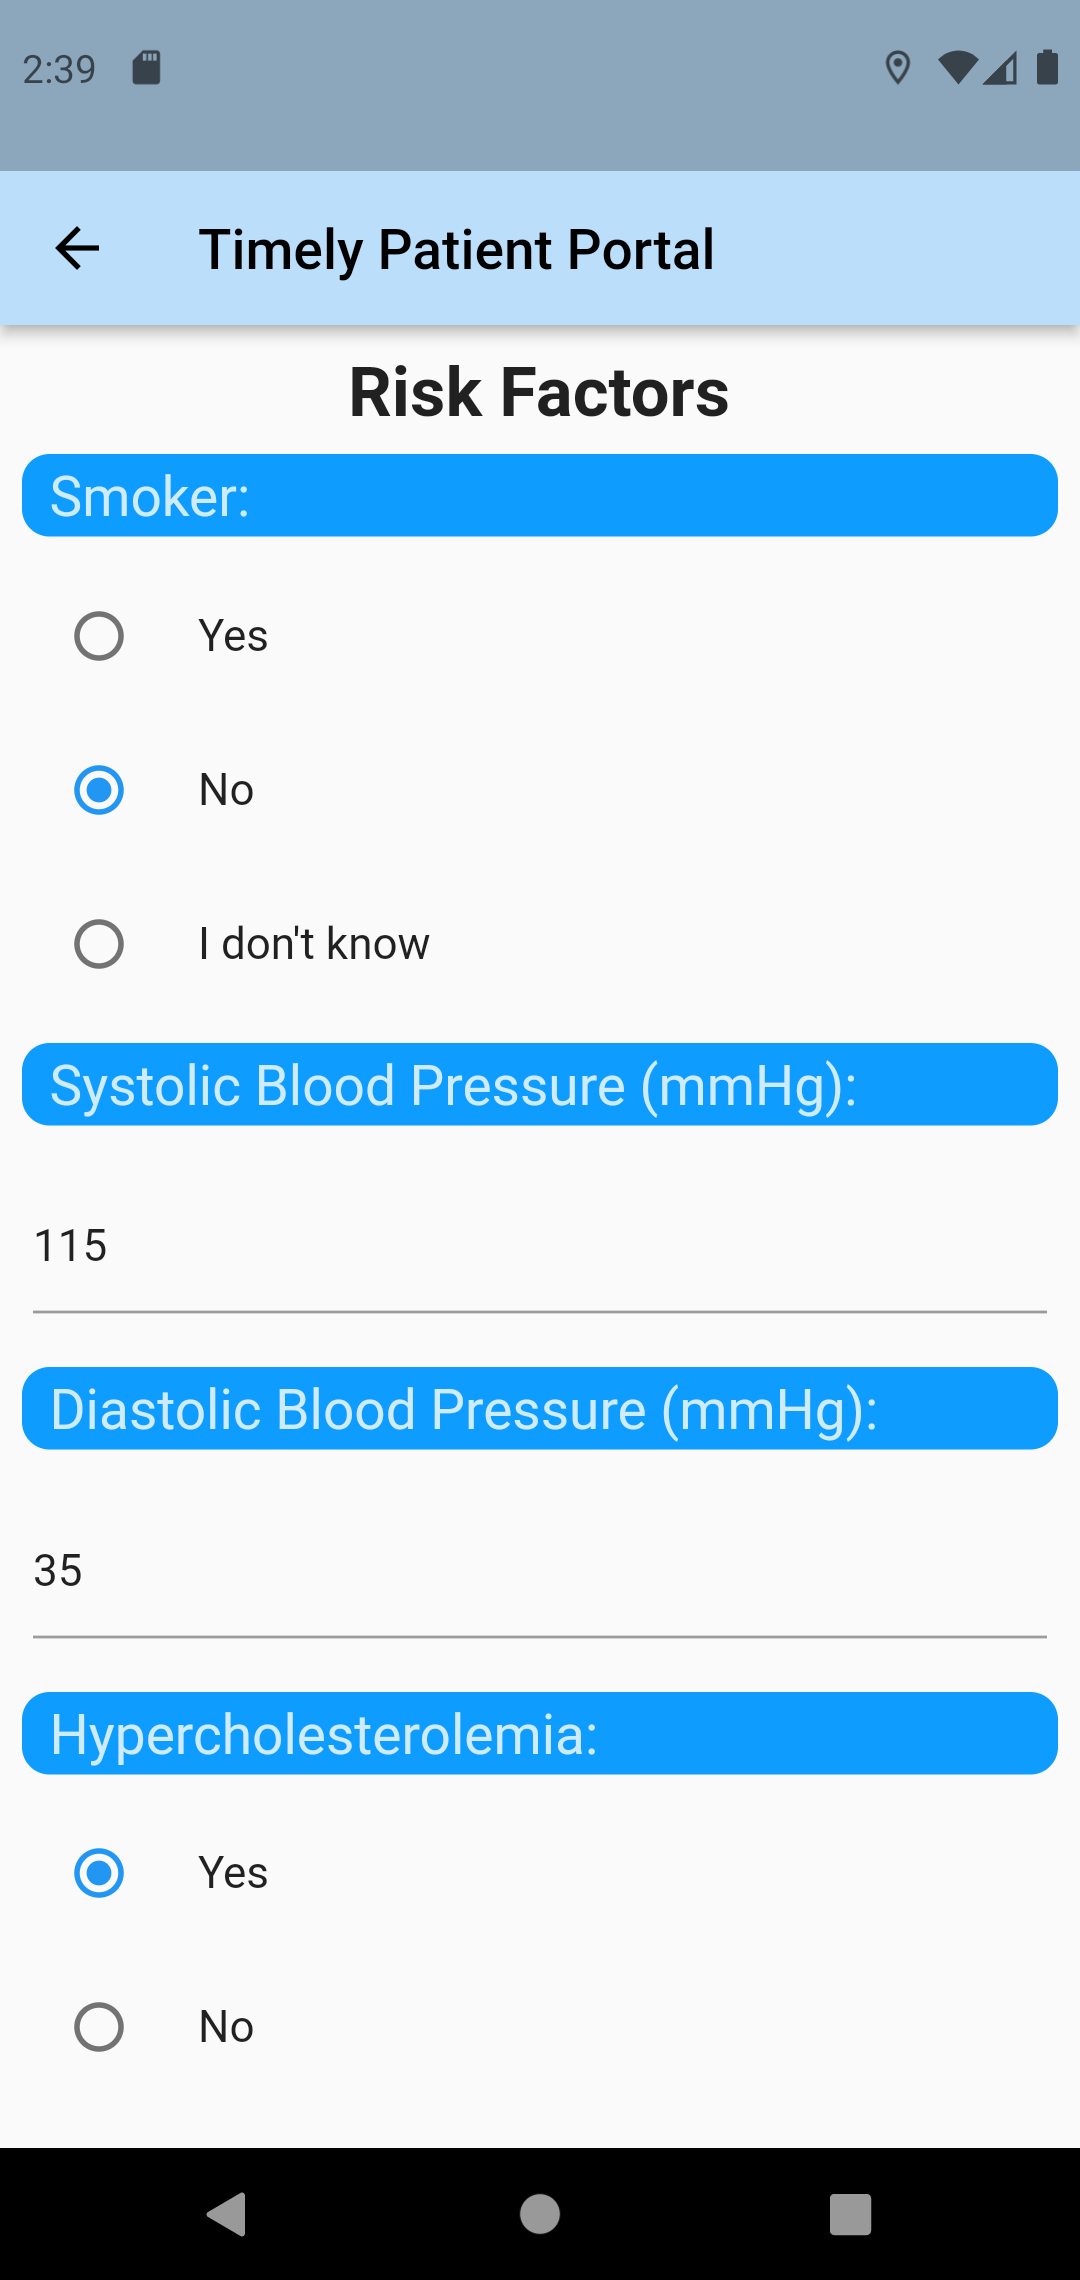 2:39
Timely Patient Portal
Risk Factors
Smoker:
Yes
No
I don't know
Systolic Blood Pressure (mmHg):
115
Diastolic Blood Pressure (mmHg):
35
Hypercholesterolemia:
Yes
No